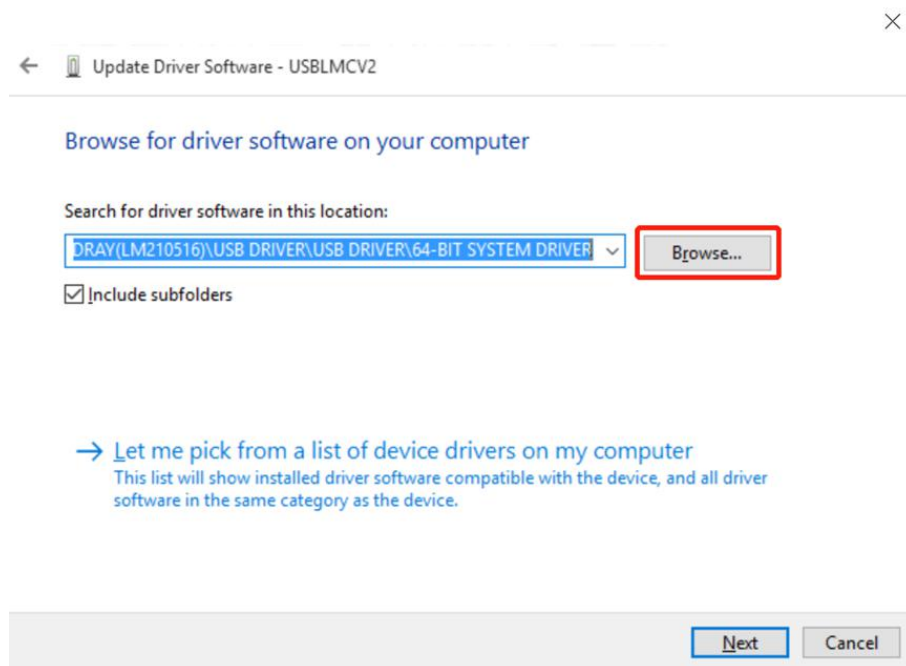 Update Driver Software - USBLMCV2
Browse for driver software on your computer
Search for driver software in this location:
DRAY(LM210516)\USB DRIVER\USB DRIVER\64-BIT SYSTEM DRIVER
Browse...
Include subfolders
Let me pick from a list of device drivers on my computer
This list will show installed driver software compatible with the device, and all driver
software in the same category as the device.
Next
Cancel